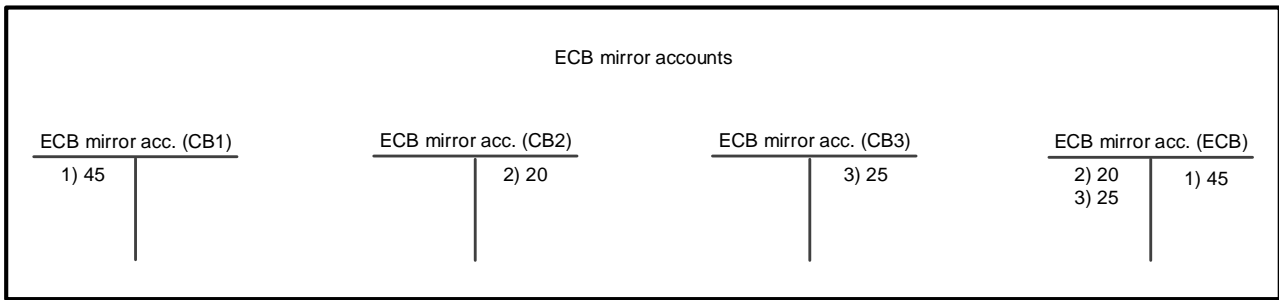 ECB mirror accounts
ECB mirror acc. (CB1)
1) 45
ECB mirror acc. (CB2)
2) 20
ECB mirror acc. (CB3)
3) 25
ECB mirror acc. (ECB)
2) 20
3) 25
1) 45